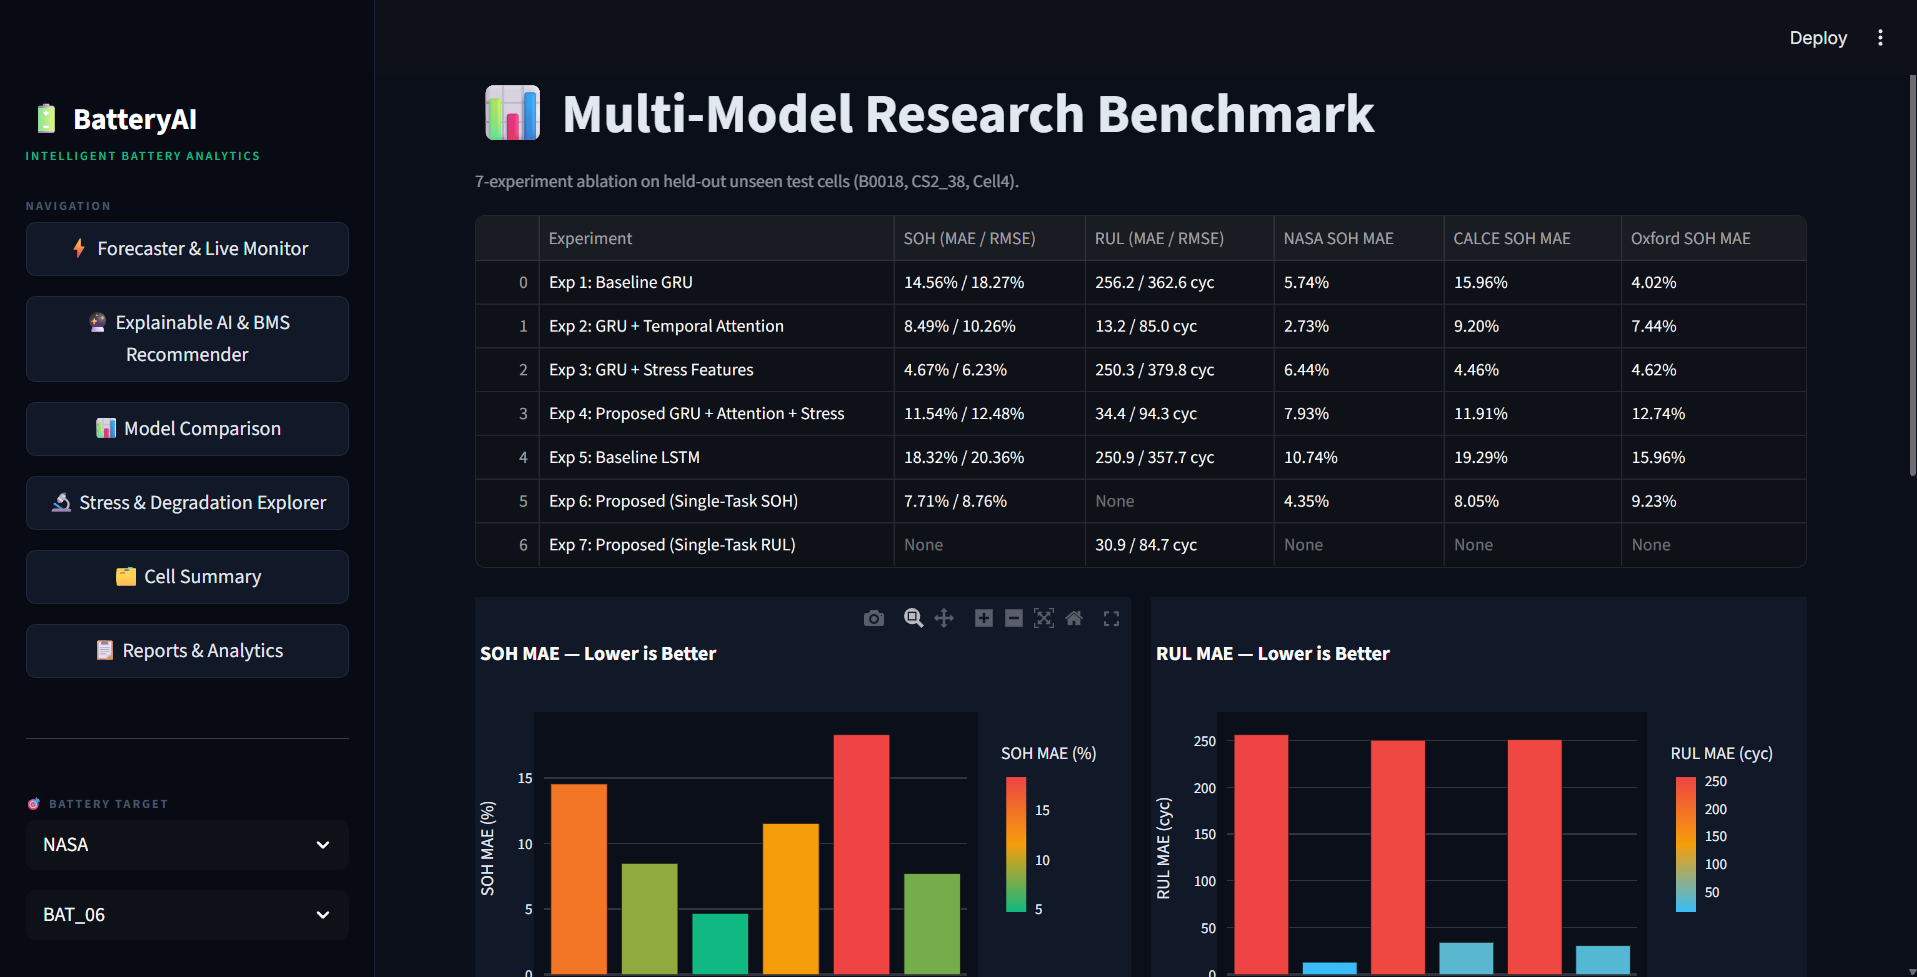 Deploy
BatteryAI
INTELLIGENT BATTERY ANALYTICS
NAVIGATION
Forecaster & Live Monitor
Explainable AI & BMS
Recommender
Model Comparison
Stress & Degradation Explorer
Cell Summary
Reports & Analytics
BATTERY TARGET
NASA
BAT_06
Multi-Model Research Benchmark
7-experiment ablation on held-out unseen test cells (B0018, CS2_38, Cell4).
Experiment SOH (MAE / RMSE) RUL (MAE / RMSE) NASA SOH MAE CALCE SOH MAE Oxford SOH MAE
0 Exp 1: Baseline GRU 14.56% / 18.27% 256.2 / 362.6 cyc 5.74% 15.96% 4.02%
1 Exp 2: GRU + Temporal Attention 8.49% / 10.26% 13.2 / 85.0 cyc 2.73% 9.20% 7.44%
2 Exp 3: GRU + Stress Features 4.67% / 6.23% 250.3 / 379.8 cyc 6.44% 4.46% 4.62%
3 Exp 4: Proposed GRU + Attention + Stress 11.54% / 12.48% 34.4 / 94.3 cyc 7.93% 11.91% 12.74%
4 Exp 5: Baseline LSTM 18.32% / 20.36% 250.9 / 357.7 cyc 10.74% 19.29% 15.96%
5 Exp 6: Proposed (Single-Task SOH) 7.71% / 8.76% None 4.35% 8.05% 9.23%
6 Exp 7: Proposed (Single-Task RUL) None 30.9 / 84.7 cyc None None None
SOH MAE — Lower is Better
SOH MAE (%)
15
10
5
0
SOH MAE (%)
15
10
5
RUL MAE — Lower is Better
RUL MAE (cyc)
250
200
150
100
50
0
RUL MAE (cyc)
250
200
150
100
50